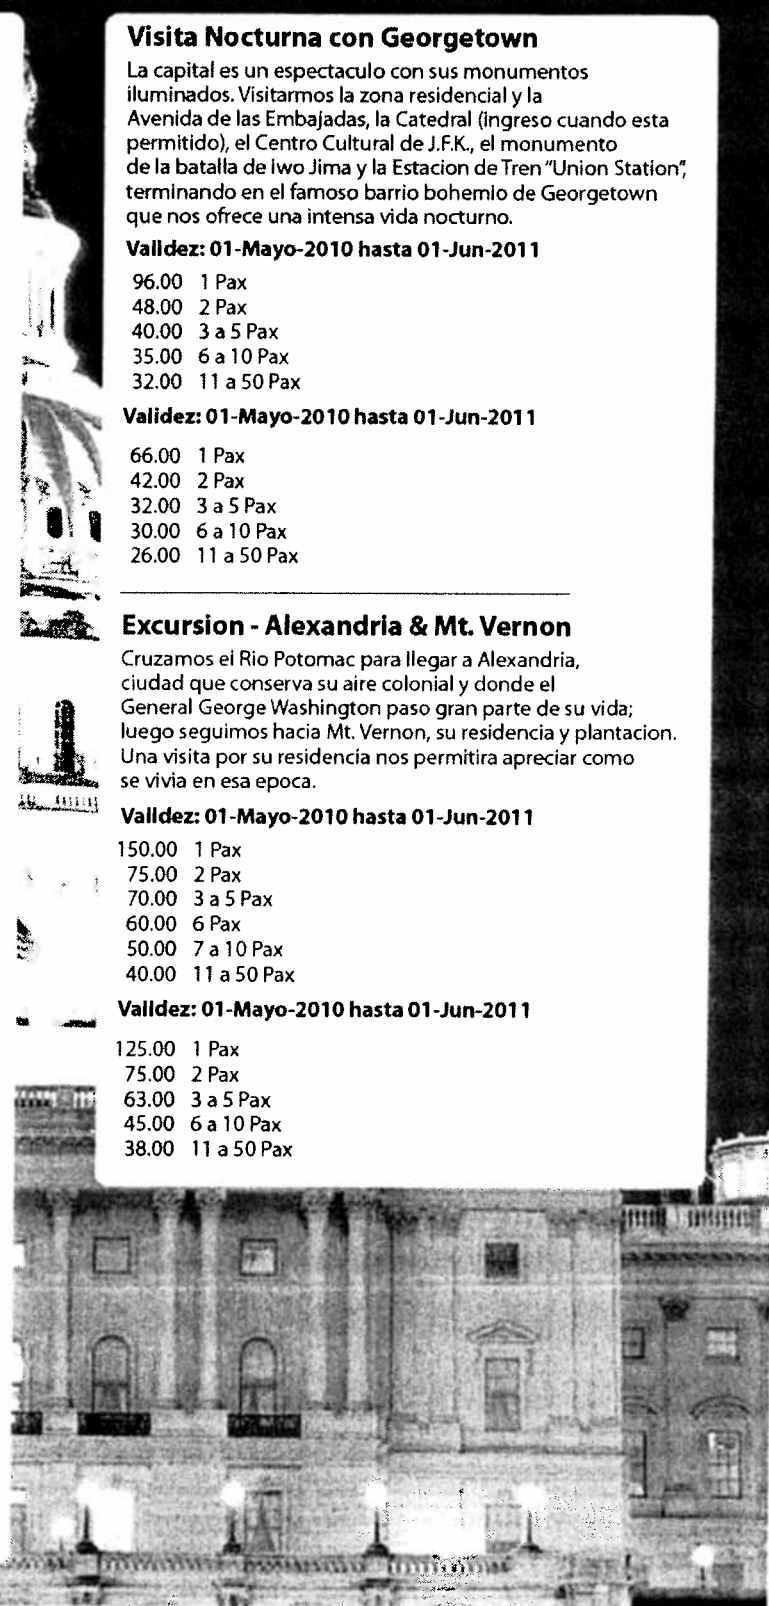 Visita Nocturna con Georgetown
La capital es un espectaculo con sus monumentos
iluminados. Visitarmos la zona residencial y la
Avenida de las Embajadas, la Catedral (ingreso cuando esta
permitido), el Centro Cultural de J.F.K., el monumento
de la batalla de Iwo Jima y la Estacion de Tren "Union Station",
terminando en el famoso barrio bohemio de Georgetown
que nos ofrece una intensa vida nocturno.
Validez: 01-Mayo-2010 hasta 01-Jun-2011
96.00 1 Pax
48.00 2 Pax
40.00 3 a 5 Pax
35.00 6 a 10 Pax
32.00 11 a 50 Pax
Validez: 01-Mayo-2010 hasta 01-Jun-2011
66.00 1 Pax
42.00 2 Pax
32.00 3 a 5 Pax
30.00 6 a 10 Pax
26.00 11 a 50 Pax
Excursion - Alexandria & Mt. Vernon
Cruzamos el Rio Potomac para llegar a Alexandria,
ciudad que conserva su aire colonial y donde el
General George Washington paso gran parte de su vida;
luego seguimos hacia Mt. Vernon, su residencia y plantacion.
Una visita por su residencia nos permitira apreciar como
se vivia en esa epoca.
Validez: 01-Mayo-2010 hasta 01-Jun-2011
150.00 1 Pax
75.00 2 Pax
70.00 3 a 5 Pax
60.00 6 Pax
50.00 7 a 10 Pax
40.00 11 a 50 Pax
Validez: 01-Mayo-2010 hasta 01-Jun-2011
125.00 1 Pax
75.00 2 Pax
63.00 3 a 5 Pax
45.00 6 a 10 Pax
38.00 11 a 50 Pax